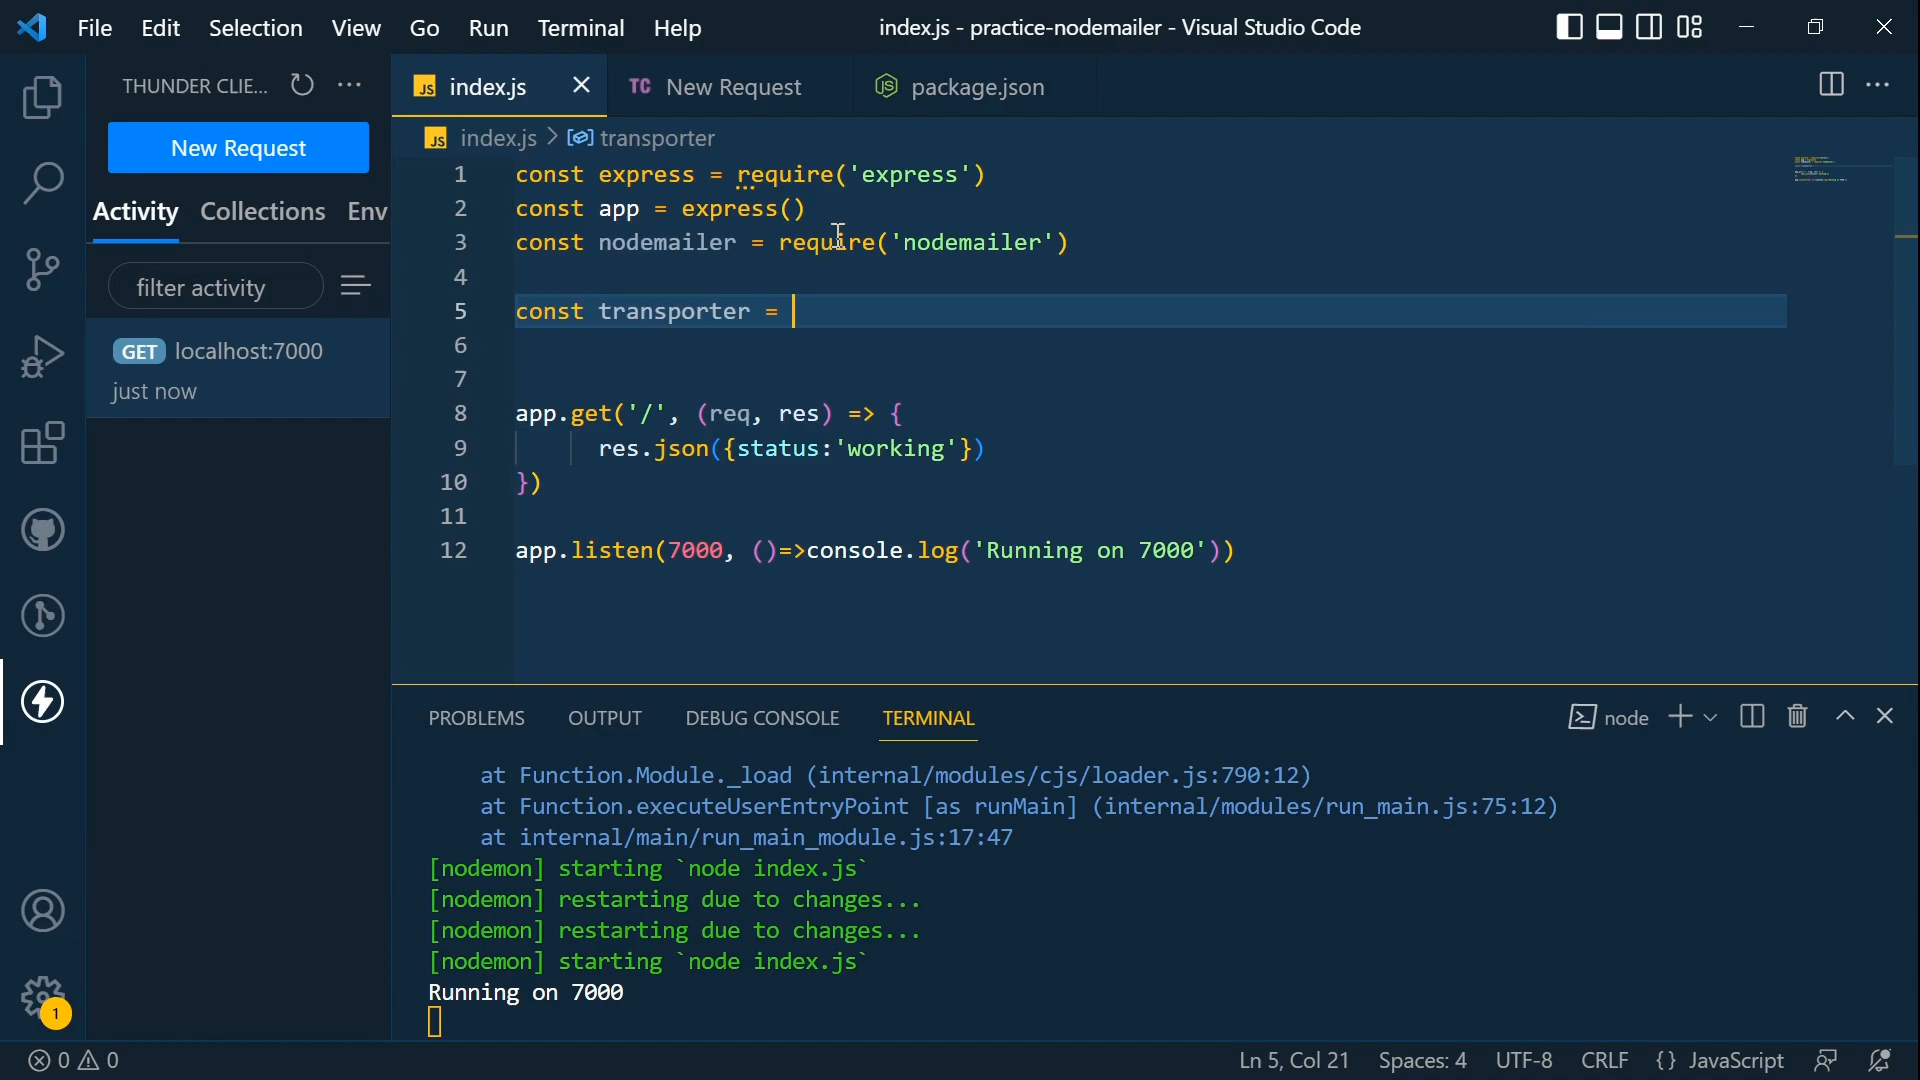 File Edit Selection View Go Run Terminal Help
index.js - practice-nodemailer - Visual Studio Code
THUNDER CLIE... ···
New Request
Activity Collections Env
filter activity
GET localhost:7000
just now
JS index.js
TC New Request
package.json
JS index.js > transporter
1 const express = require('express')
2 const app = express()
3 const nodemailer = require('nodemailer')
4
5 const transporter =
6
7
8 app.get('/', (req, res) => {
9 res.json({status:'working'})
10 })
11
12 app.listen(7000, ()=>console.log('Running on 7000'))
PROBLEMS OUTPUT DEBUG CONSOLE TERMINAL
node
at Function.Module._load (internal/modules/cjs/loader.js:790:12)
at Function.executeUserEntryPoint [as runMain] (internal/modules/run_main.js:75:12)
at internal/main/run_main_module.js:17:47
[nodemon] starting `node index.js`
[nodemon] restarting due to changes...
[nodemon] restarting due to changes...
[nodemon] starting `node index.js`
Running on 7000
1
0 0
Ln 5, Col 21 Spaces: 4 UTF-8 CRLF {} JavaScript